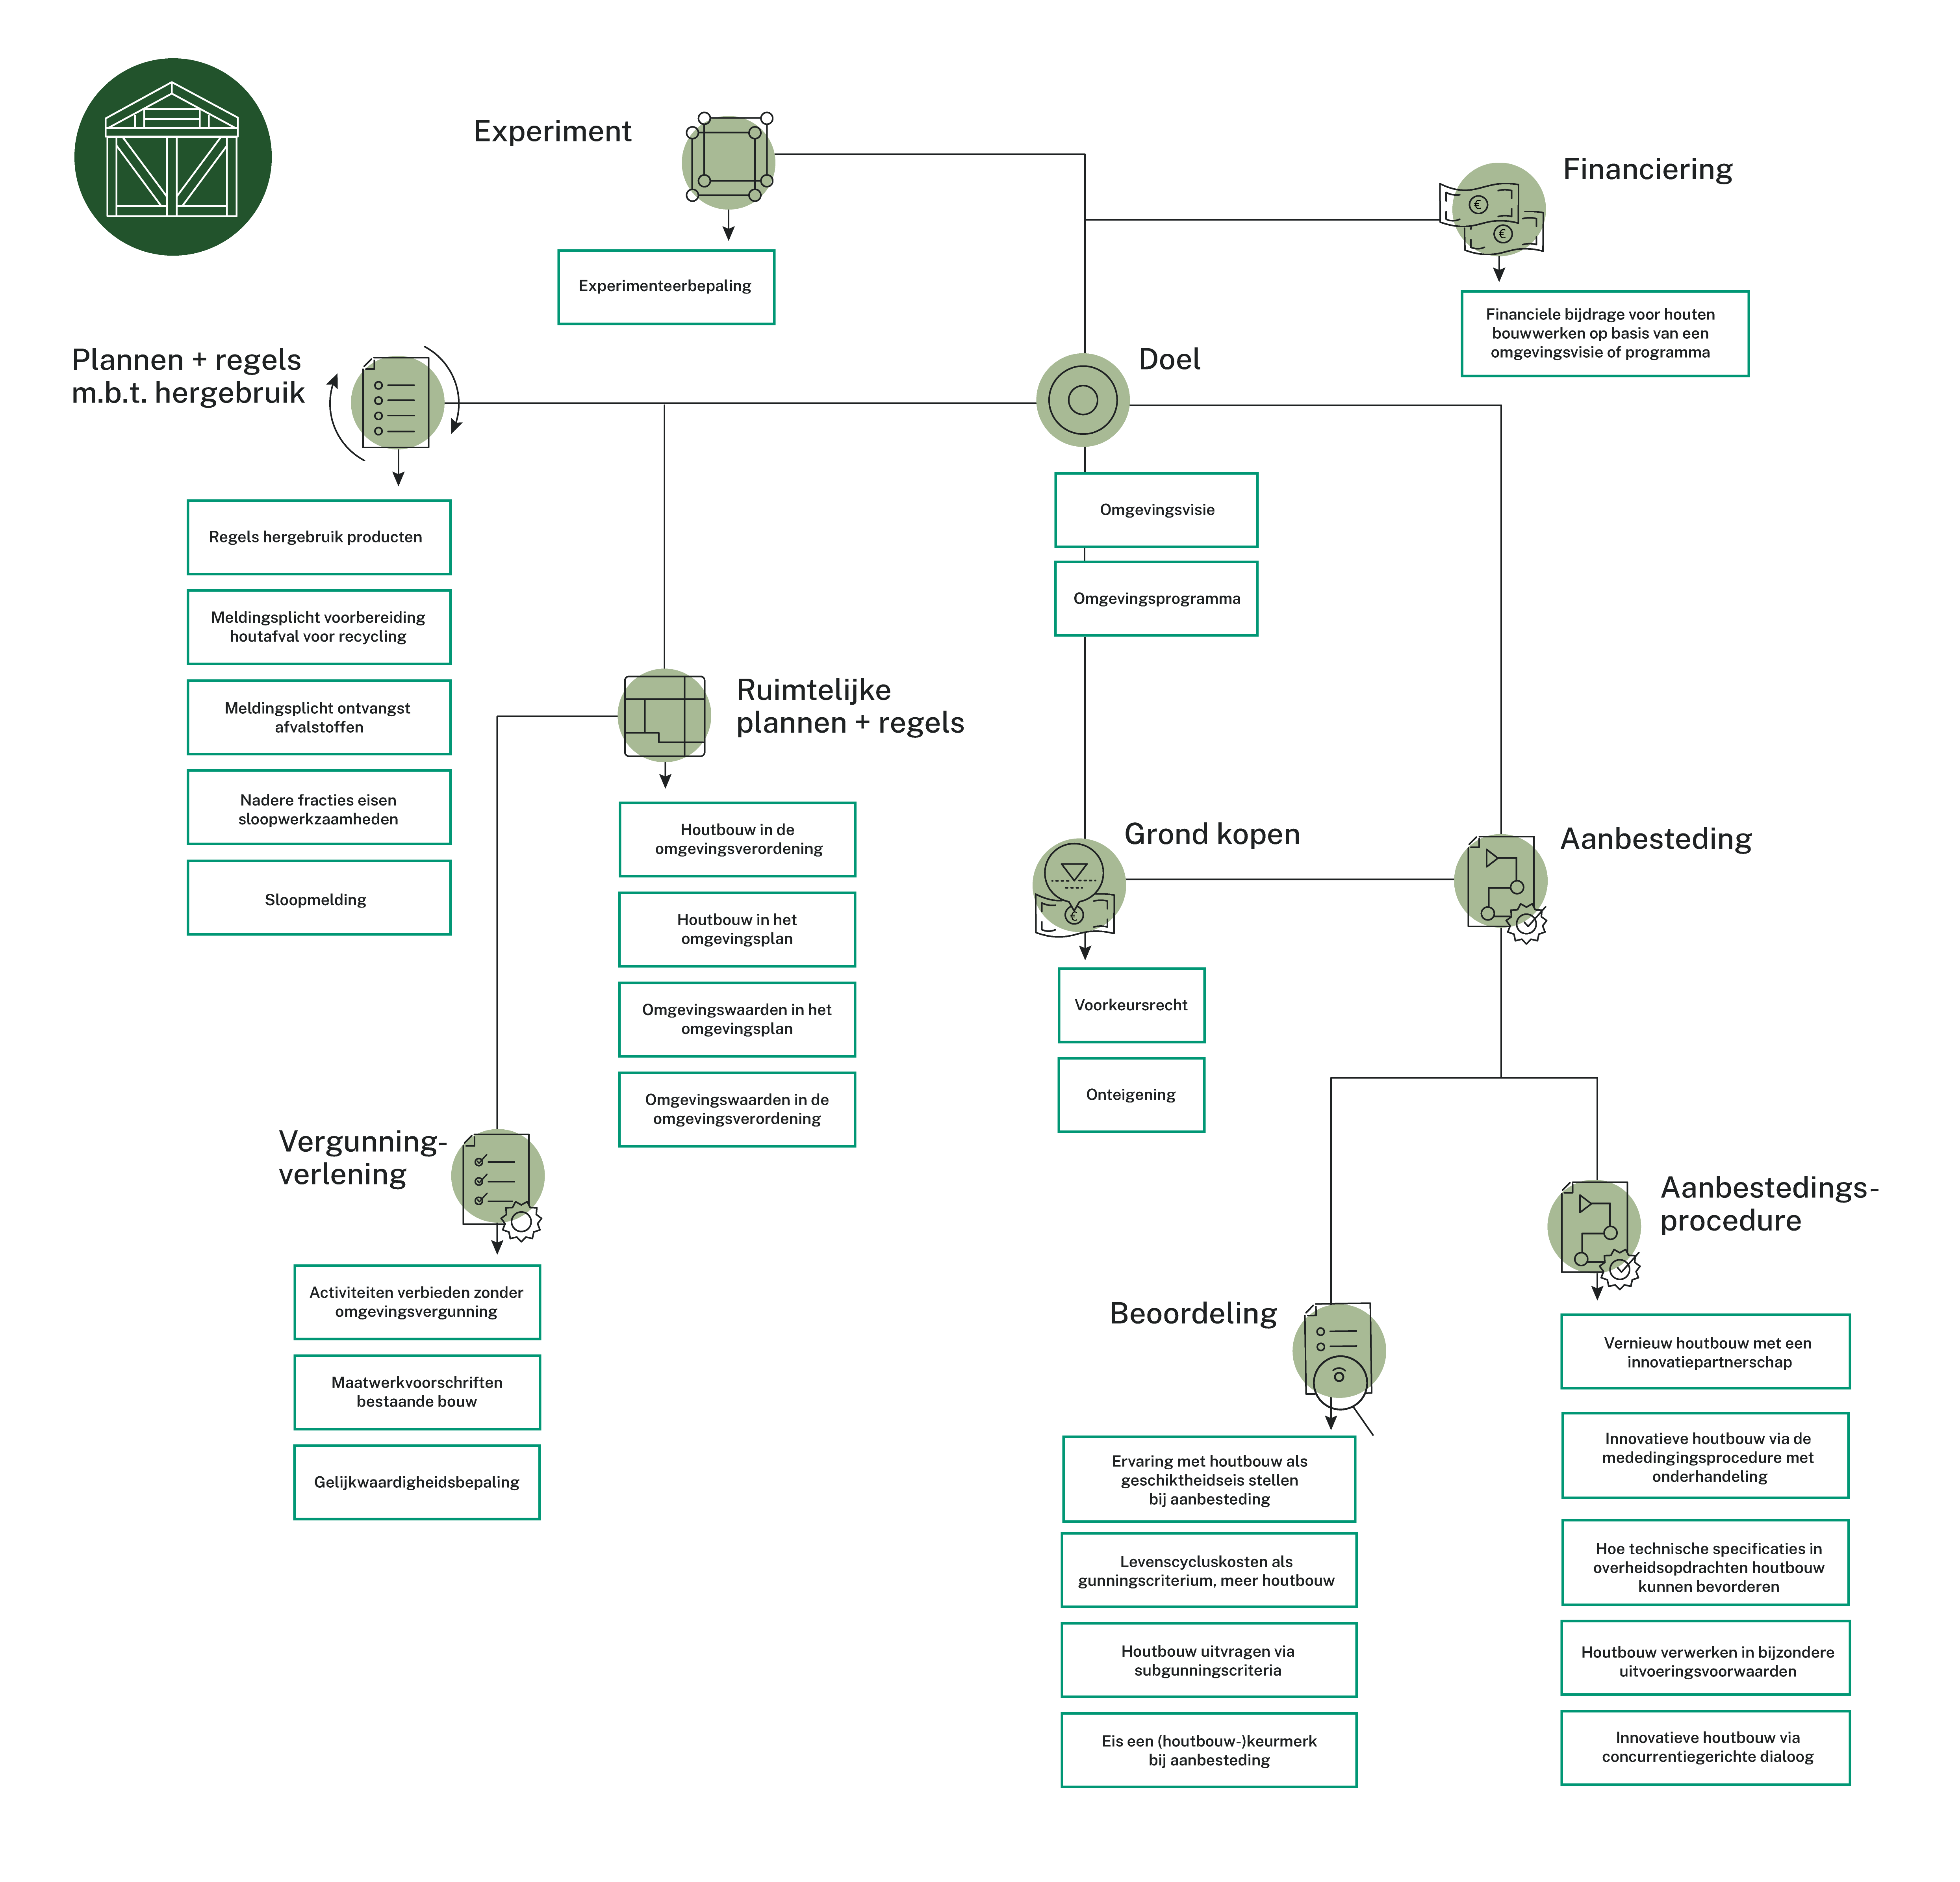 Experiment
Experimenteerbepaling
Financiering
Financiele bijdrage voor houten
bouwwerken op basis van een
omgevingsvisie of programma
Plannen + regels
m.b.t. hergebruik
Regels hergebruik producten
Meldingsplicht voorbereiding
houtafval voor recycling
Meldingsplicht ontvangst
afvalstoffen
Nadere fracties eisen
sloopwerkzaamheden
Sloopmelding
Doel
Omgevingsvisie
Omgevingsprogramma
Ruimtelijke
plannen + regels
Houtbouw in de
omgevingsverordening
Houtbouw in het
omgevingsplan
Omgevingswaarden in het
omgevingsplan
Omgevingswaarden in de
omgevingsverordening
Grond kopen
Voorkeursrecht
Onteigening
Aanbesteding
Vergunning-
verlening
Activiteiten verbieden zonder
omgevingsvergunning
Maatwerkvoorschriften
bestaande bouw
Gelijkwaardigheidsbepaling
Beoordeling
Ervaring met houtbouw als
geschiktheidseis stellen
bij aanbesteding
Levenscycluskosten als
gunningscriterium, meer houtbouw
Houtbouw uitvragen via
subgunningscriteria
Eis een (houtbouw-)keurmerk
bij aanbesteding
Aanbestedings-
procedure
Vernieuw houtbouw met een
innovatiepartnerschap
Innovatieve houtbouw via de
mededingingsprocedure met
onderhandeling
Hoe technische specificaties in
overheidsopdrachten houtbouw
kunnen bevorderen
Houtbouw verwerken in bijzondere
uitvoeringsvoorwaarden
Innovatieve houtbouw via
concurrentiegerichte dialoog